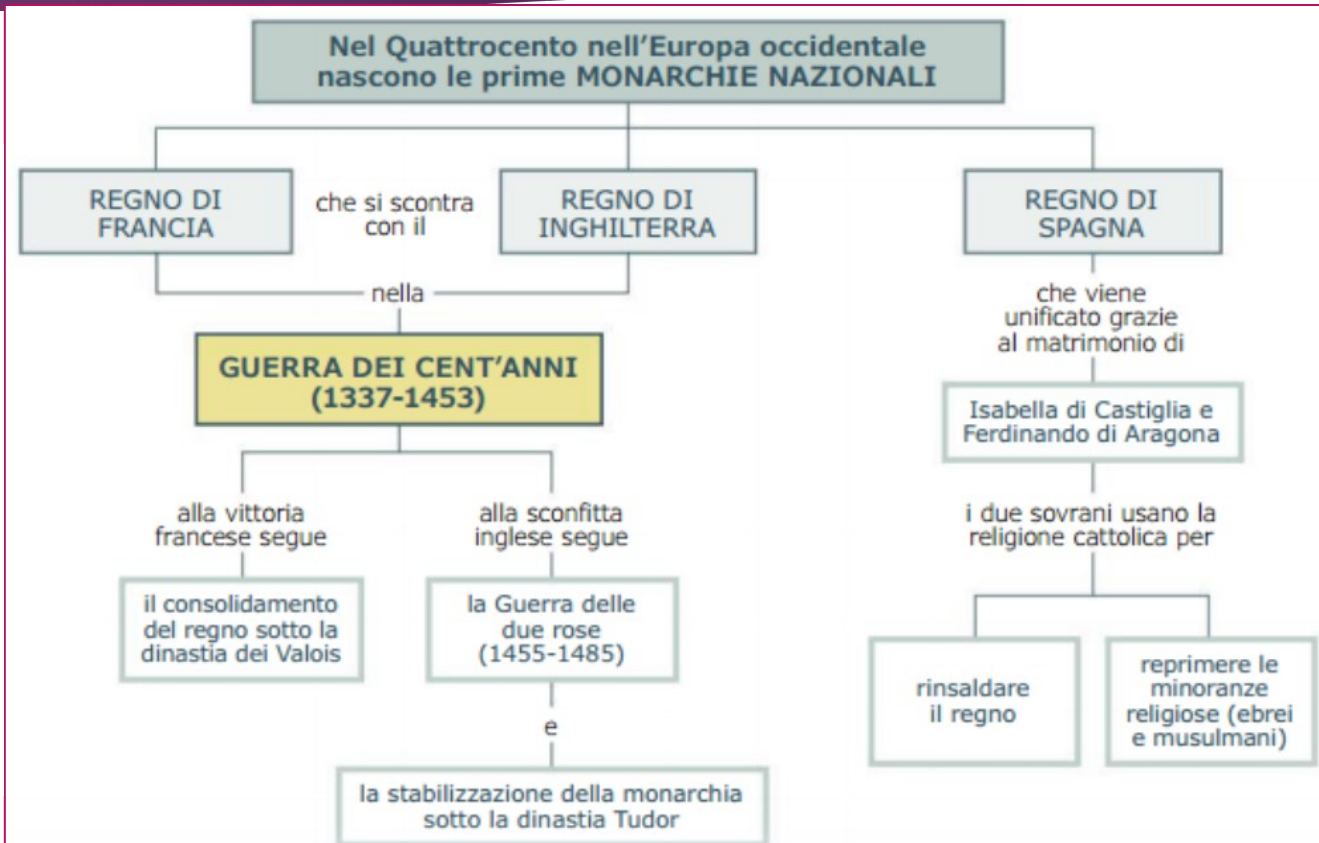 Nel Quattrocento nell'Europa occidentale
nascono le prime MONARCHIE NAZIONALI
REGNO DI
FRANCIA
che si scontra
con il
REGNO DI
INGHILTERRA
REGNO DI
SPAGNA
nella
GUERRA DEI CENT'ANNI
(1337-1453)
che viene
unificato grazie
al matrimonio di
Isabella di Castiglia e
Ferdinando di Aragona
alla vittoria
francese segue
alla sconfitta
inglese segue
i due sovrani usano la
religione cattolica per
il consolidamento
del regno sotto la
dinastia dei Valois
la Guerra delle
due rose
(1455-1485)
rinsaldare
il regno
reprimere le
minoranze
religiose (ebrei
e musulmani)
e
la stabilizzazione della monarchia
sotto la dinastia Tudor